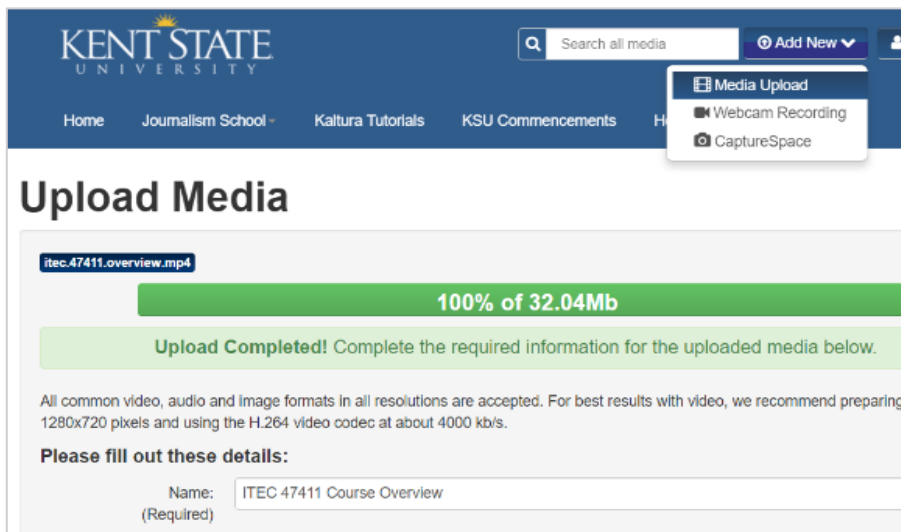 KENT STATE
UNIVERSITY
Search all media
Add New
Media Upload
Webcam Recording
CaptureSpace
Home Journalism School Kaltura Tutorials KSU Commencements
Upload Media
itec.47411.overview.mp4
100% of 32.04Mb
Upload Completed! Complete the required information for the uploaded media below.
All common video, audio and image formats in all resolutions are accepted. For best results with video, we recommend preparing
1280x720 pixels and using the H.264 video codec at about 4000 kb/s.
Please fill out these details:
Name: ITEC 47411 Course Overview
(Required)